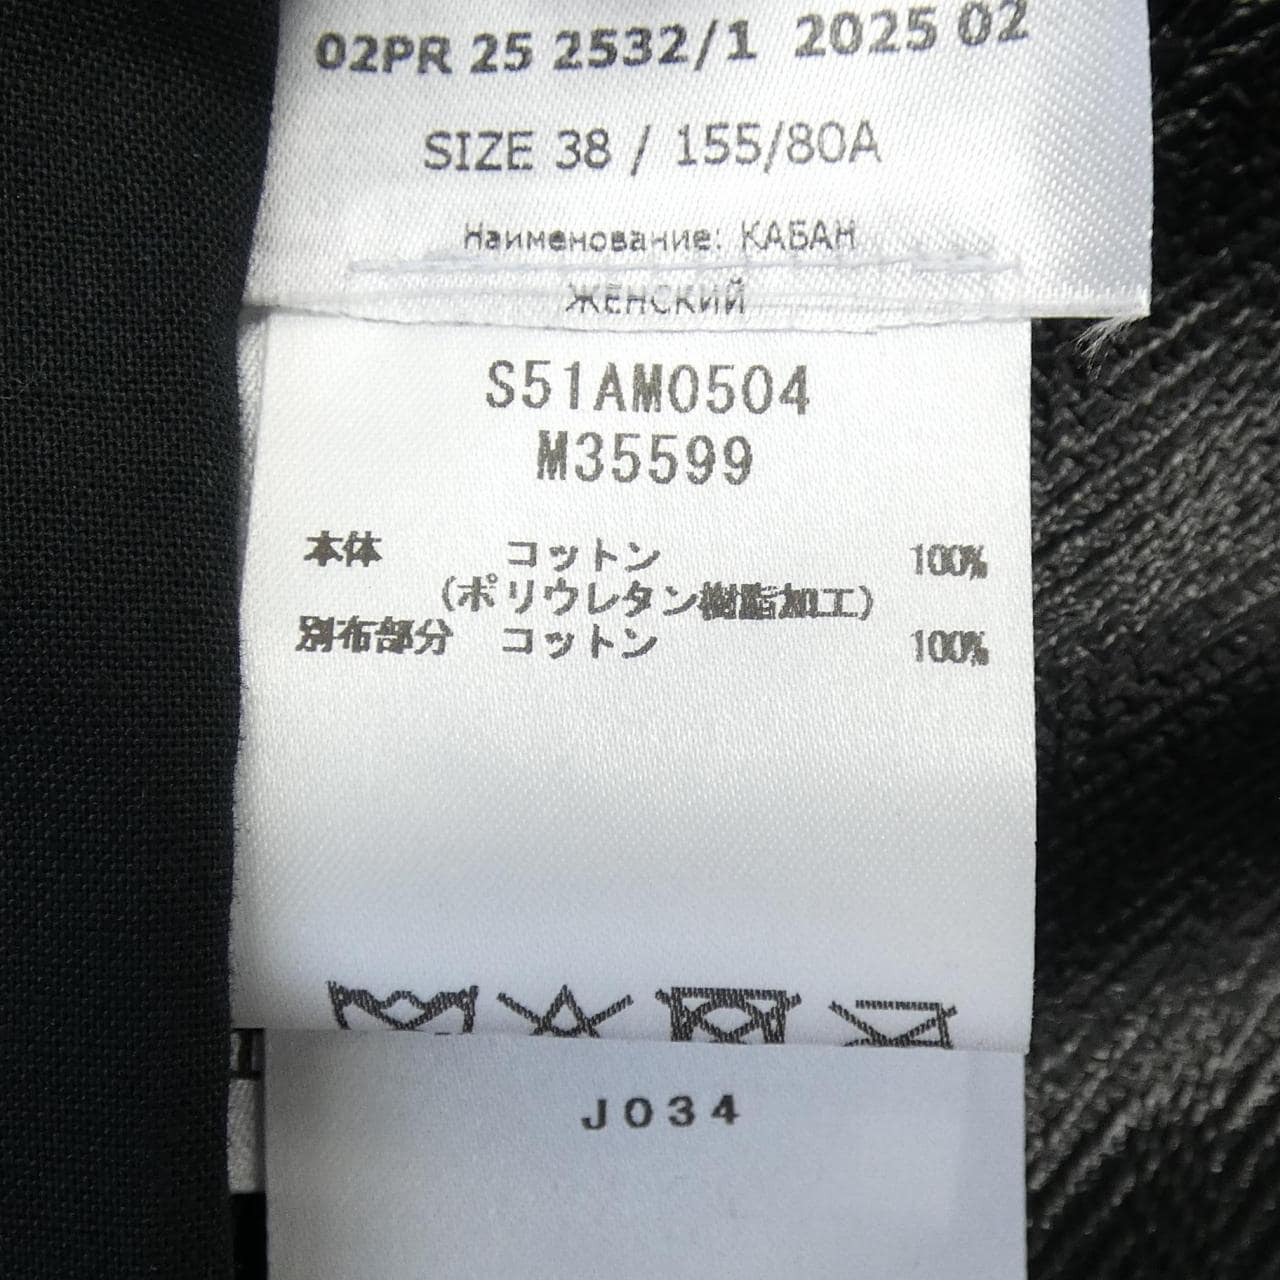 02PR 25 2532/1 2025 02
SIZE 38 / 155/80A
Наименование: КАБАН
ЖЕНСКИЙ
S51AM0504
M35599
本体 コットン 100%
(ポリウレタン樹脂加工)
別布部分 コットン 100%
J034